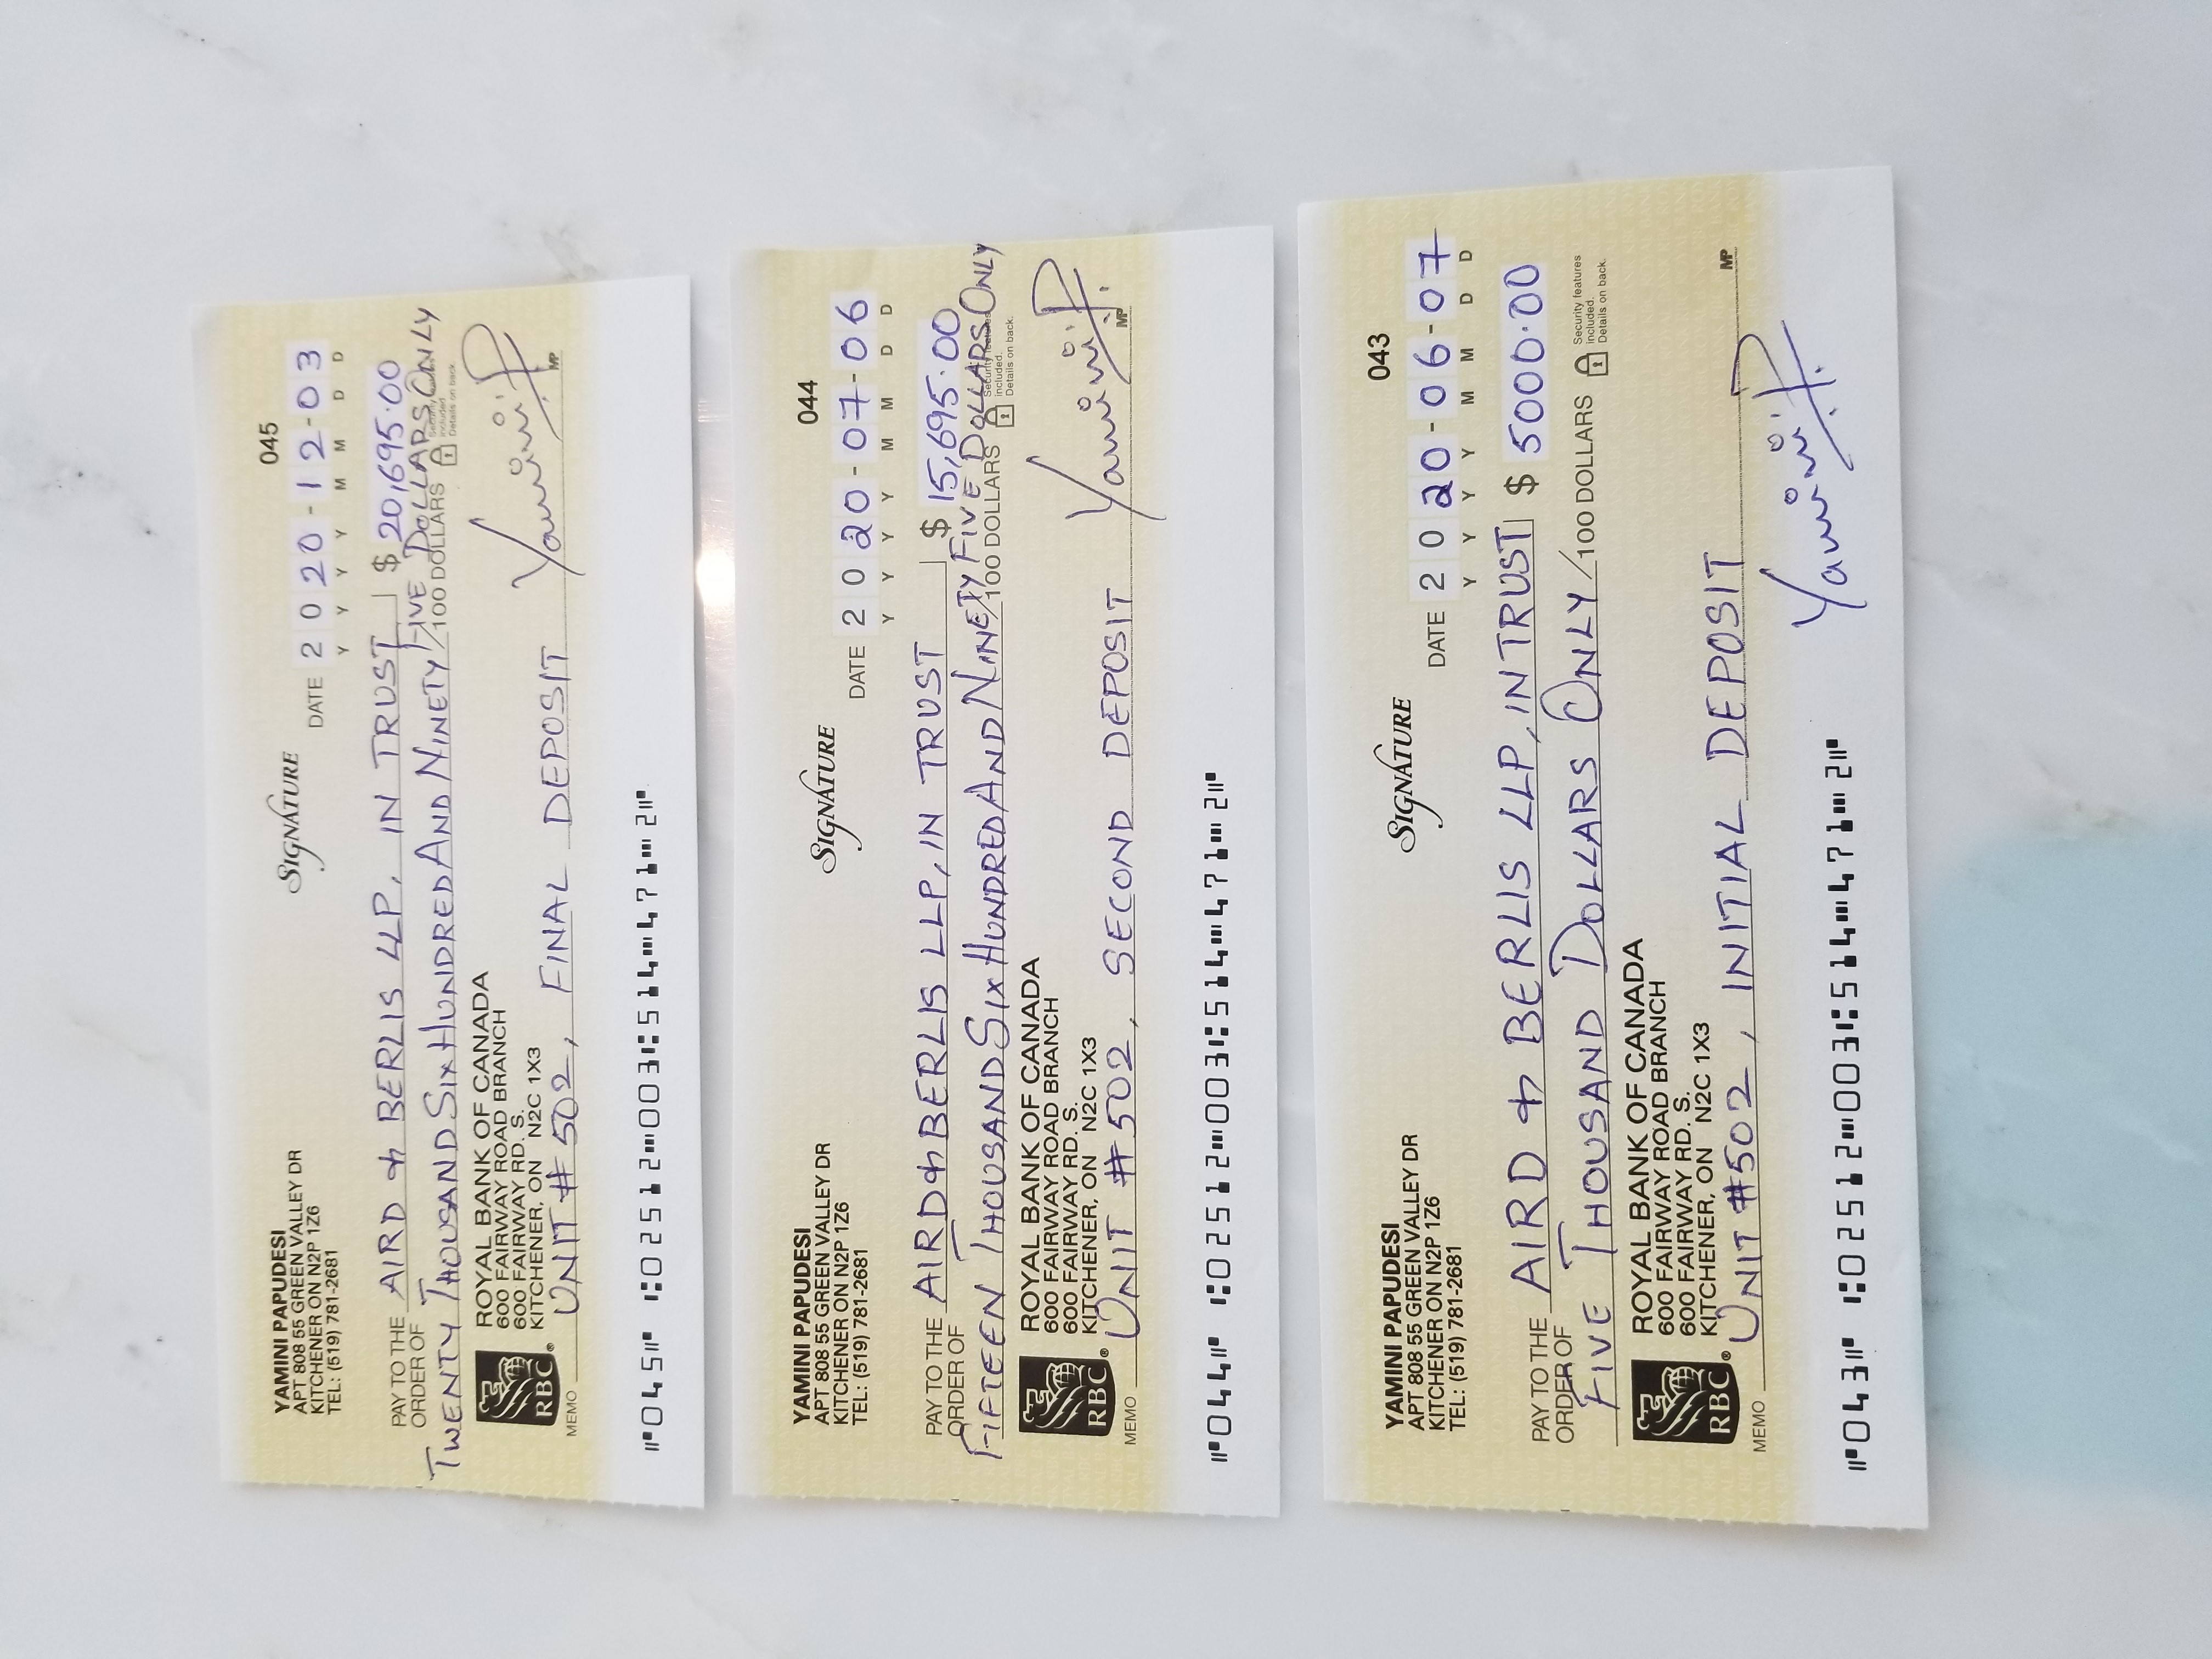 YAMINI PAPUDESI
APT 808 55 GREEN VALLEY DR
KITCHENER ON N2P 1Z6
TEL: (519) 781-2681
SIGNATURE
045
DATE 2020-12-03
Y Y Y Y M M D D
PAY TO THE ORDER OF AIRD & BERLIS LLP, IN TRUST $ 20,695.00
TWENTY THOUSAND SIX HUNDRED AND NINETY FIVE DOLLARS ONLY /100 DOLLARS
Security features included. Details on back.
RBC ®
ROYAL BANK OF CANADA
600 FAIRWAY ROAD BRANCH
600 FAIRWAY RD. S.
KITCHENER, ON N2C 1X3
MEMO UNIT #502, FINAL DEPOSIT Yamini P. MP
⑈045⑈ ⑆02512⑉003⑆514⑉471⑉2⑈
YAMINI PAPUDESI
APT 808 55 GREEN VALLEY DR
KITCHENER ON N2P 1Z6
TEL: (519) 781-2681
SIGNATURE
044
DATE 2020-07-06
Y Y Y Y M M D D
PAY TO THE ORDER OF AIRD & BERLIS LLP, IN TRUST $ 15,695.00
FIFTEEN THOUSAND SIX HUNDRED AND NINETY FIVE DOLLARS ONLY /100 DOLLARS
Security features included. Details on back.
RBC ®
ROYAL BANK OF CANADA
600 FAIRWAY ROAD BRANCH
600 FAIRWAY RD. S.
KITCHENER, ON N2C 1X3
MEMO UNIT #502, SECOND DEPOSIT Yamini P. MP
⑈044⑈ ⑆02512⑉003⑆514⑉471⑉2⑈
YAMINI PAPUDESI
APT 808 55 GREEN VALLEY DR
KITCHENER ON N2P 1Z6
TEL: (519) 781-2681
SIGNATURE
043
DATE 2020-06-07
Y Y Y Y M M D D
PAY TO THE ORDER OF AIRD & BERLIS LLP, IN TRUST $ 5000.00
FIVE THOUSAND DOLLARS ONLY /100 DOLLARS
Security features included. Details on back.
RBC ®
ROYAL BANK OF CANADA
600 FAIRWAY ROAD BRANCH
600 FAIRWAY RD. S.
KITCHENER, ON N2C 1X3
MEMO UNIT #502, INITIAL DEPOSIT MP
Yamini P.
⑈043⑈ ⑆02512⑉003⑆514⑉471⑉2⑈